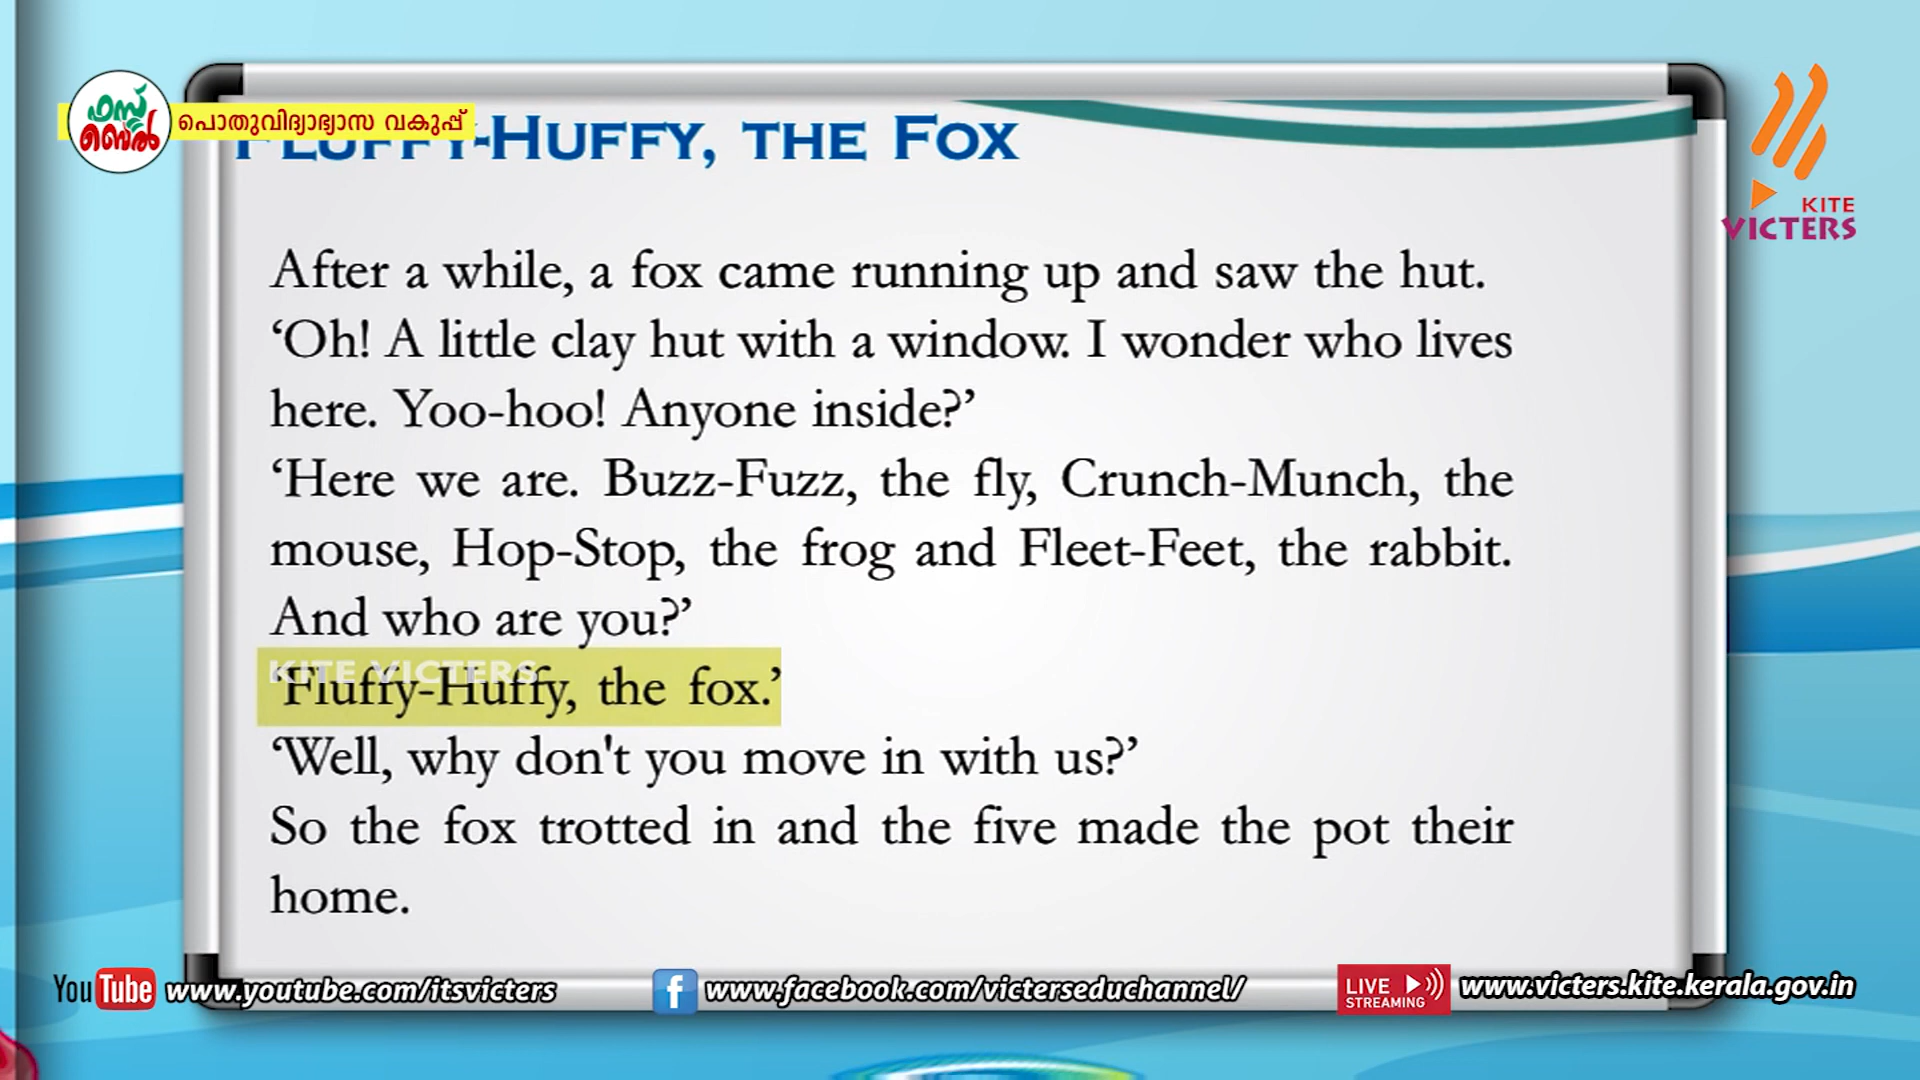 ഫസ്റ്റ്
ബെൽ
പൊതുവിദ്യാഭ്യാസ വകുപ്പ്
FLUFFY-HUFFY, THE FOX
KITE
VICTERS
After a while, a fox came running up and saw the hut.
‘Oh! A little clay hut with a window. I wonder who lives
here. Yoo-hoo! Anyone inside?’
‘Here we are. Buzz-Fuzz, the fly, Crunch-Munch, the
mouse, Hop-Stop, the frog and Fleet-Feet, the rabbit.
And who are you?’
KITE VICTERS
‘Fluffy-Huffy, the fox.’
‘Well, why don't you move in with us?’
So the fox trotted in and the five made the pot their
home.
YouTube www.youtube.com/itsvicters
f www.facebook.com/victerseduchannel/
LIVE STREAMING www.victers.kite.kerala.gov.in